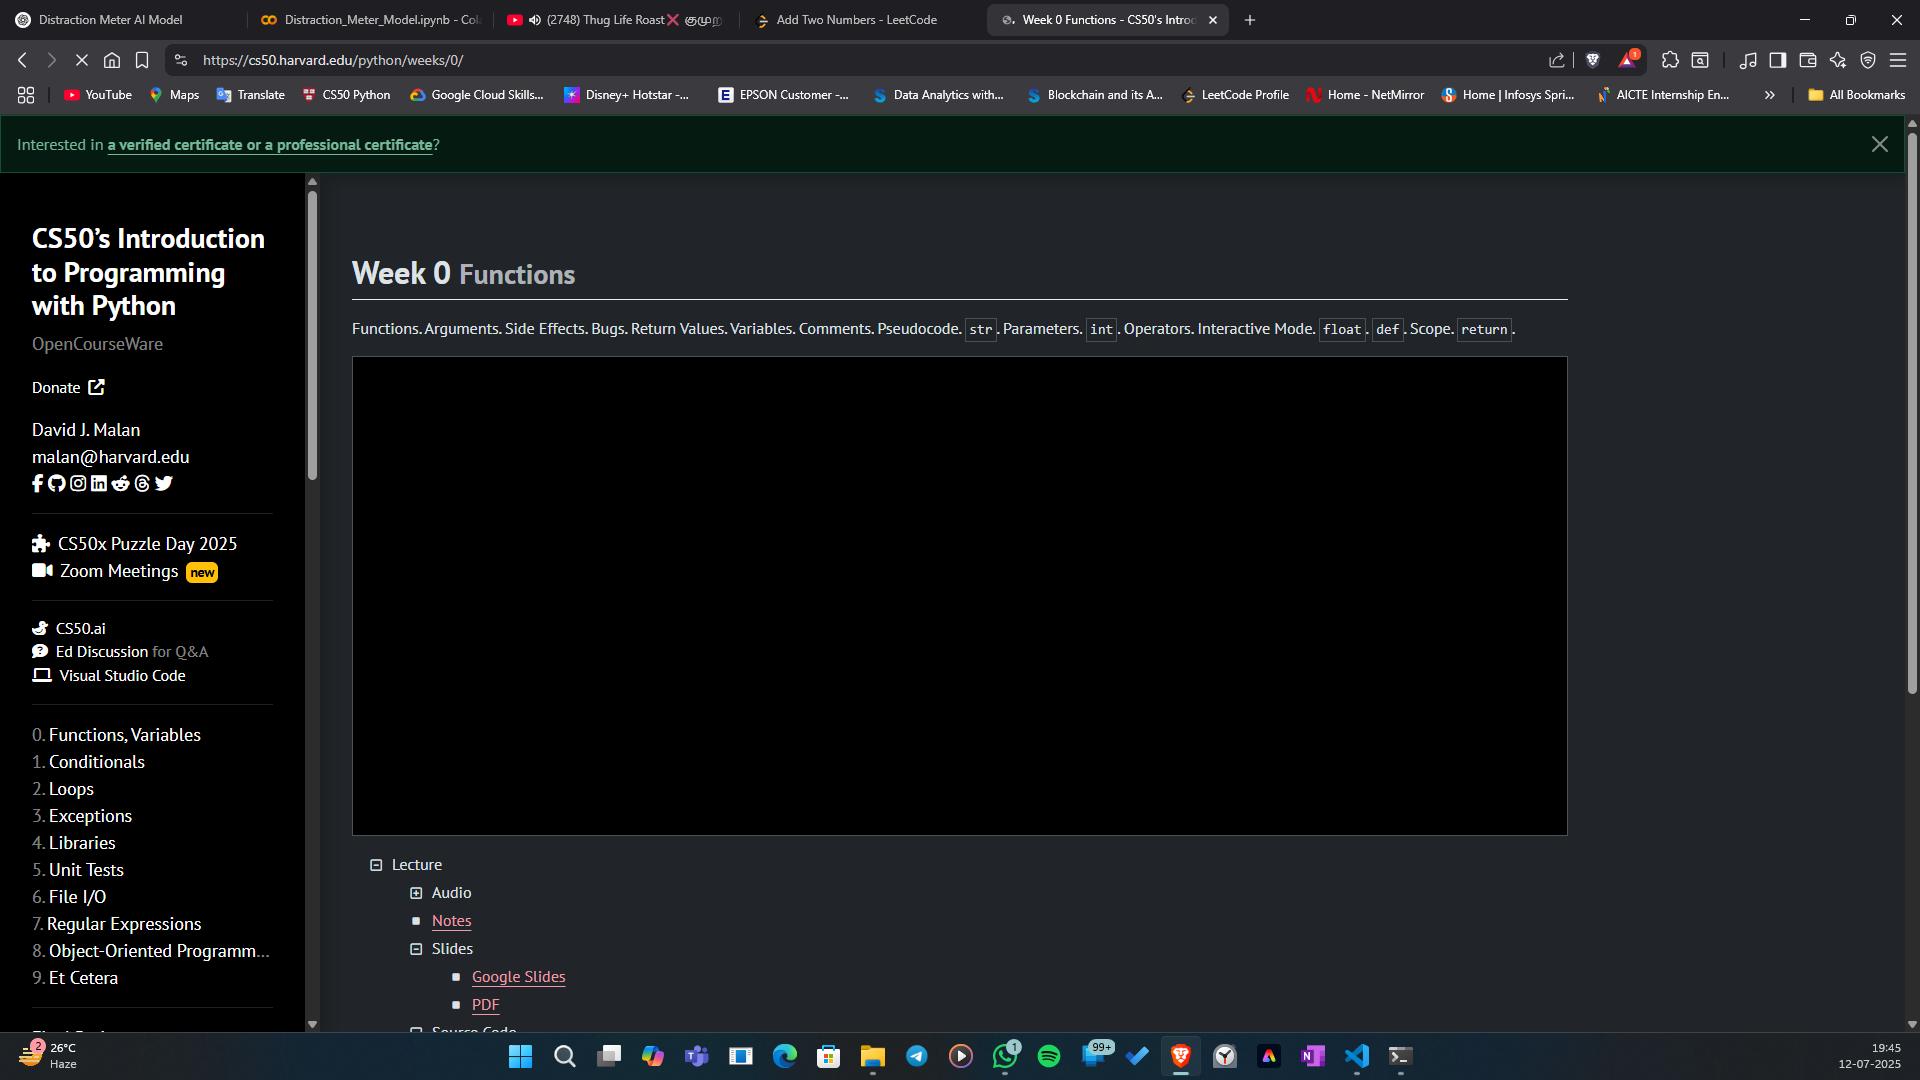 Distraction Meter AI Model
Distraction_Meter_Model.ipynb - Col
(2748) Thug Life Roast❌ குமுற
Add Two Numbers - LeetCode
Week 0 Functions - CS50's Introd
https://cs50.harvard.edu/python/weeks/0/
1
YouTube
Maps
Translate
CS50 Python
Google Cloud Skills...
Disney+ Hotstar -...
EPSON Customer -...
Data Analytics with...
Blockchain and its A...
LeetCode Profile
Home - NetMirror
Home | Infosys Spri...
AICTE Internship En...
All Bookmarks
Interested in a verified certificate or a professional certificate?
CS50’s Introduction
to Programming
with Python
OpenCourseWare
Donate
David J. Malan
malan@harvard.edu
CS50x Puzzle Day 2025
Zoom Meetings new
CS50.ai
Ed Discussion for Q&A
Visual Studio Code
0. Functions, Variables
1. Conditionals
2. Loops
3. Exceptions
4. Libraries
5. Unit Tests
6. File I/O
7. Regular Expressions
8. Object-Oriented Programm...
9. Et Cetera
Week 0 Functions
Functions. Arguments. Side Effects. Bugs. Return Values. Variables. Comments. Pseudocode. str. Parameters. int. Operators. Interactive Mode. float. def. Scope. return.
Lecture
Audio
Notes
Slides
Google Slides
PDF
Source Code
2
26°C
Haze
1
99+
19:45
12-07-2025